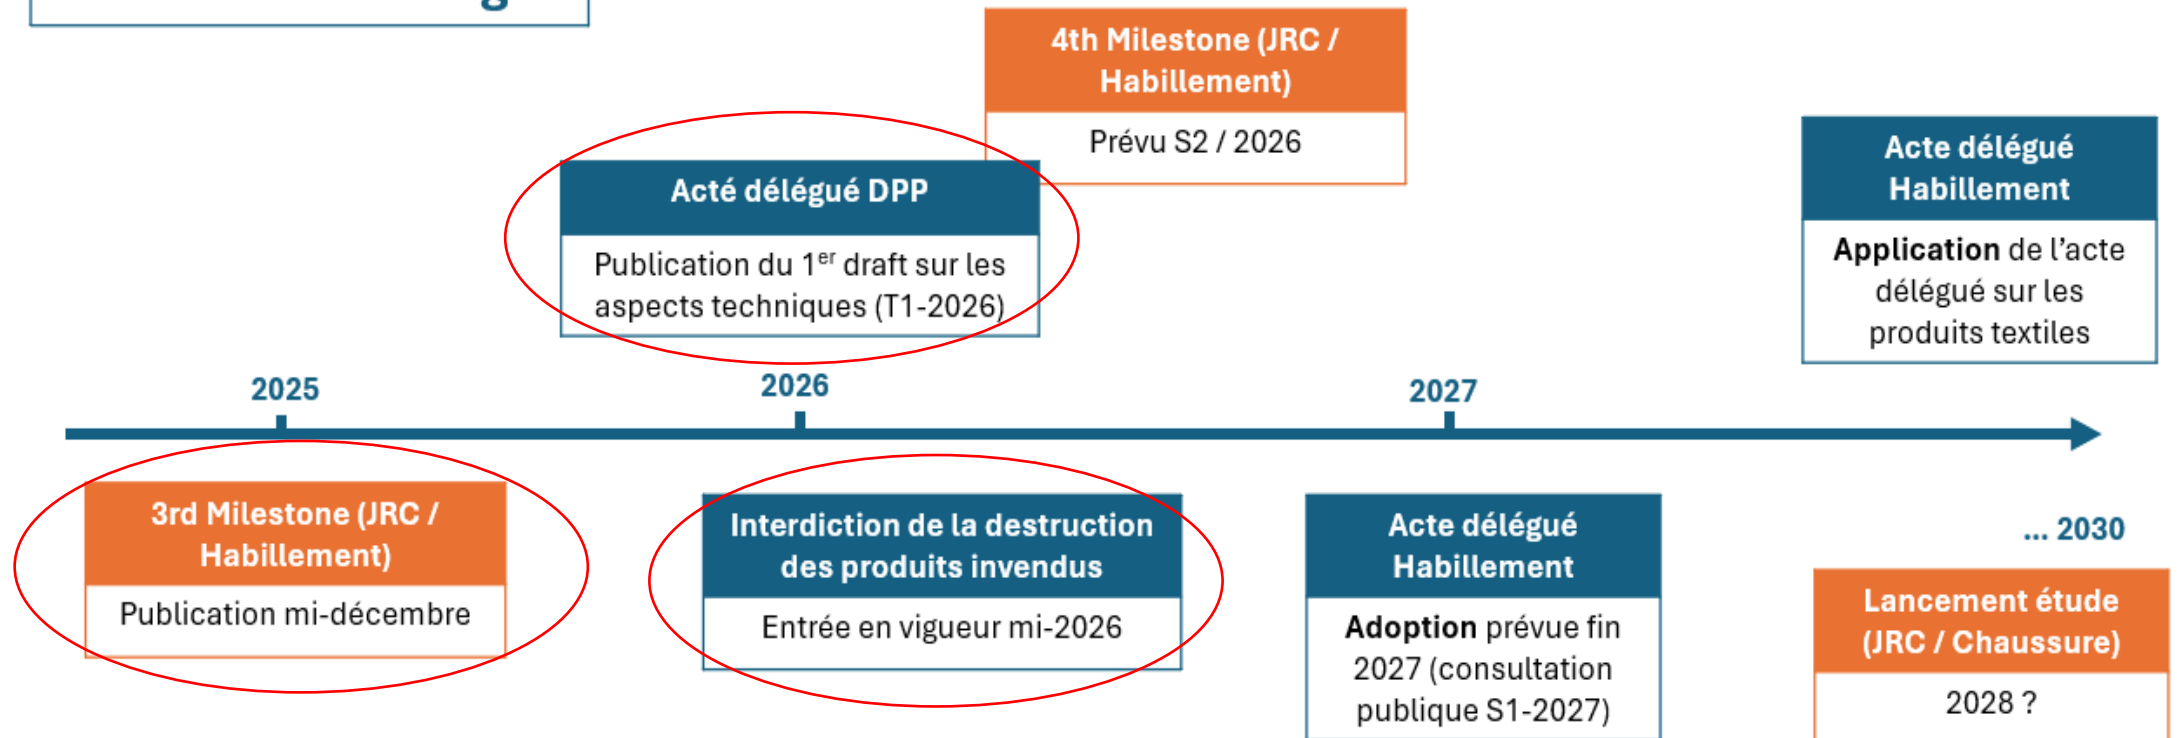 4th Milestone (JRC /
Habillement)
Prévu S2 / 2026
Acté délégué DPP
Publication du 1er draft sur les
aspects techniques (T1-2026)
Acte délégué
Habillement
Application de l’acte
délégué sur les
produits textiles
2025
2026
2027
3rd Milestone (JRC /
Habillement)
Publication mi-décembre
Interdiction de la destruction
des produits invendus
Entrée en vigueur mi-2026
Acte délégué
Habillement
Adoption prévue fin
2027 (consultation
publique S1-2027)
... 2030
Lancement étude
(JRC / Chaussure)
2028 ?